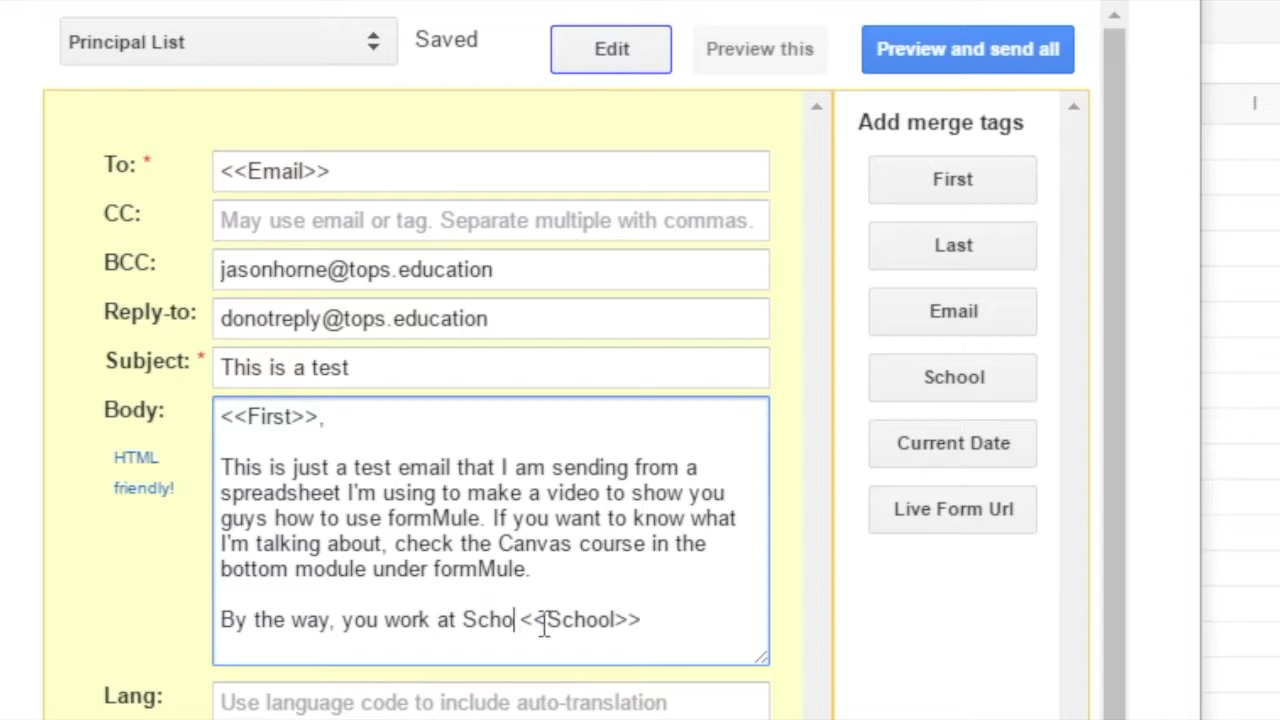 Principal List
Saved
Edit
Preview this
Preview and send all
I
To: *
<<Email>>
CC:
May use email or tag. Separate multiple with commas.
BCC:
jasonhorne@tops.education
Reply-to:
donotreply@tops.education
Subject: *
This is a test
Body:
HTML
friendly!
<<First>>,
This is just a test email that I am sending from a
spreadsheet I'm using to make a video to show you
guys how to use formMule. If you want to know what
I'm talking about, check the Canvas course in the
bottom module under formMule.
By the way, you work at Scho <<School>>
Lang:
Use language code to include auto-translation
Add merge tags
First
Last
Email
School
Current Date
Live Form Url